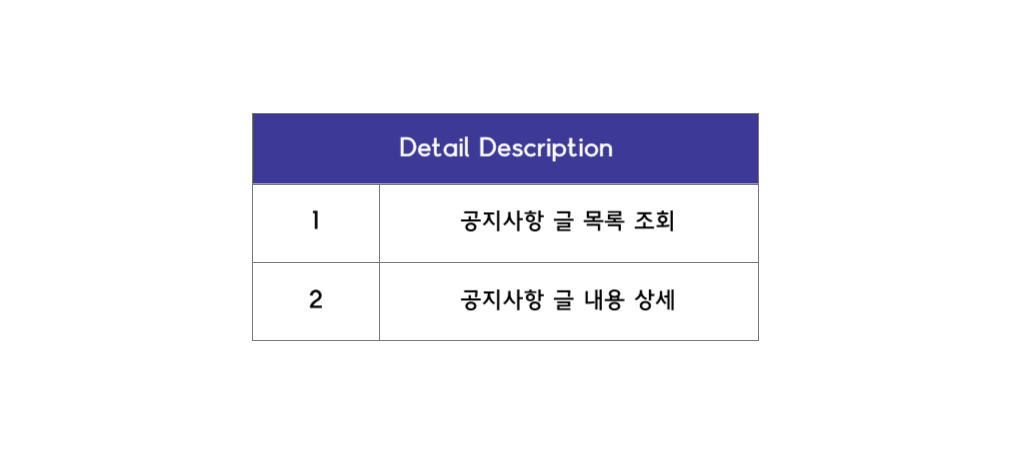 Detail Description
1 공지사항 글 목록 조회
2 공지사항 글 내용 상세